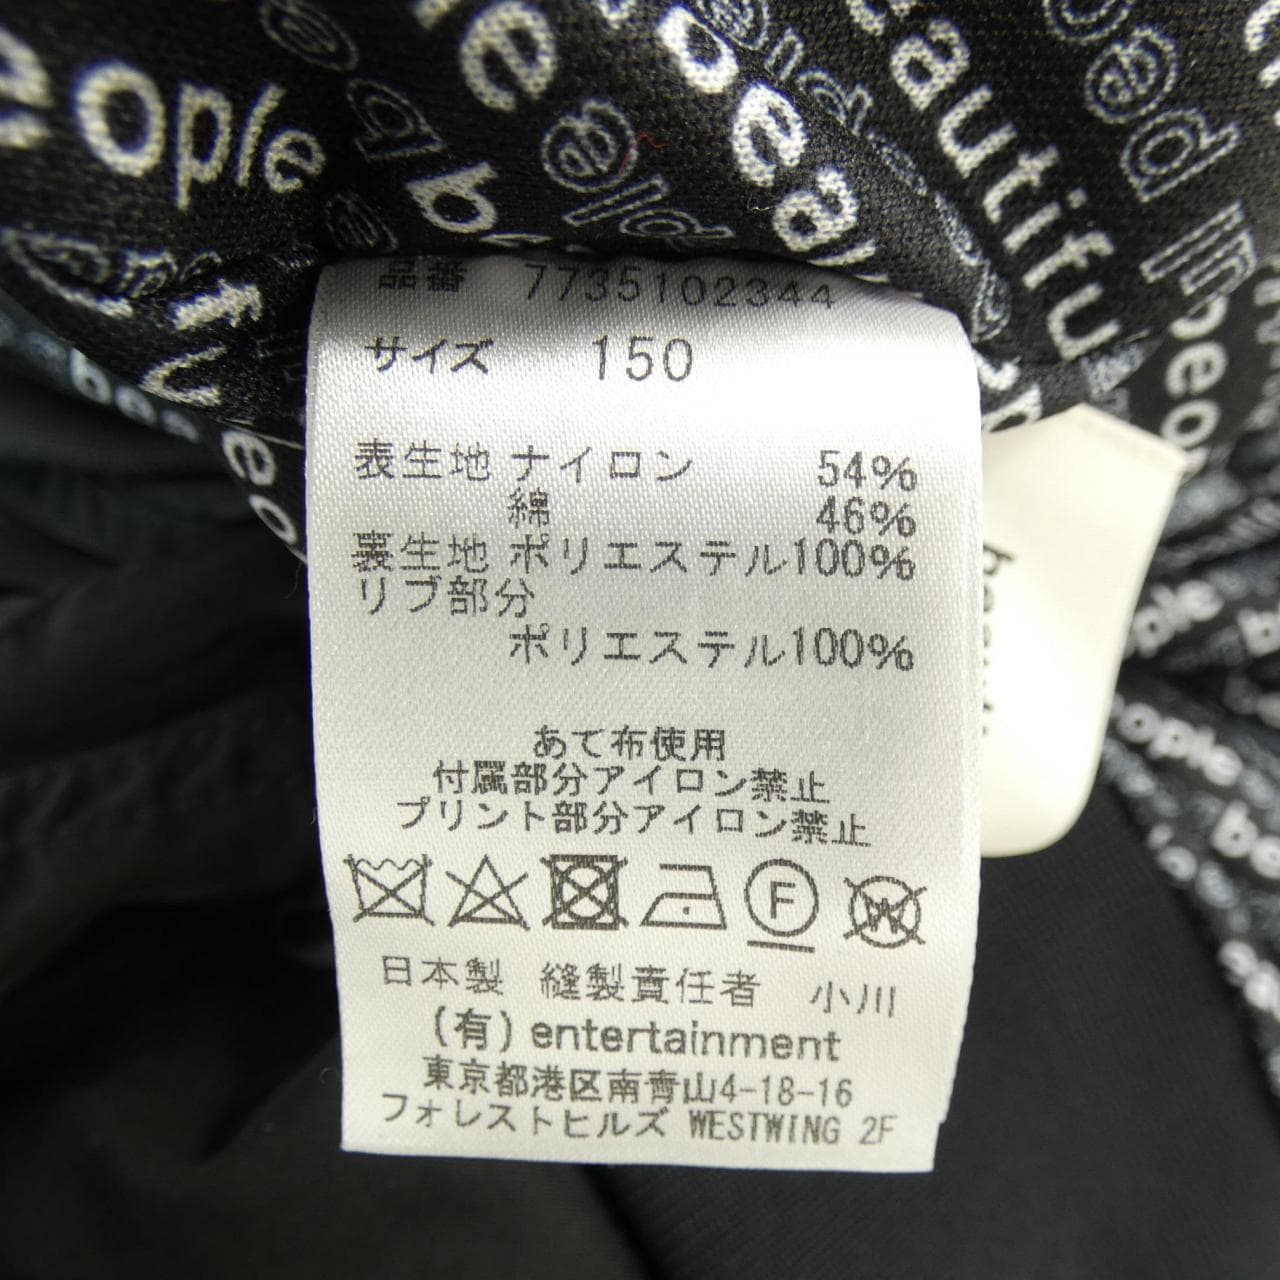 people
be
autiful
品番 7735102344
サイズ 150
表生地 ナイロン 54%
綿 46%
裏生地 ポリエステル100%
リブ部分
ポリエステル100%
あて布使用
付属部分アイロン禁止
プリント部分アイロン禁止
F
W
日本製 縫製責任者 小川
(有) entertainment
東京都港区南青山4-18-16
フォレストヒルズ WESTWING 2F
people